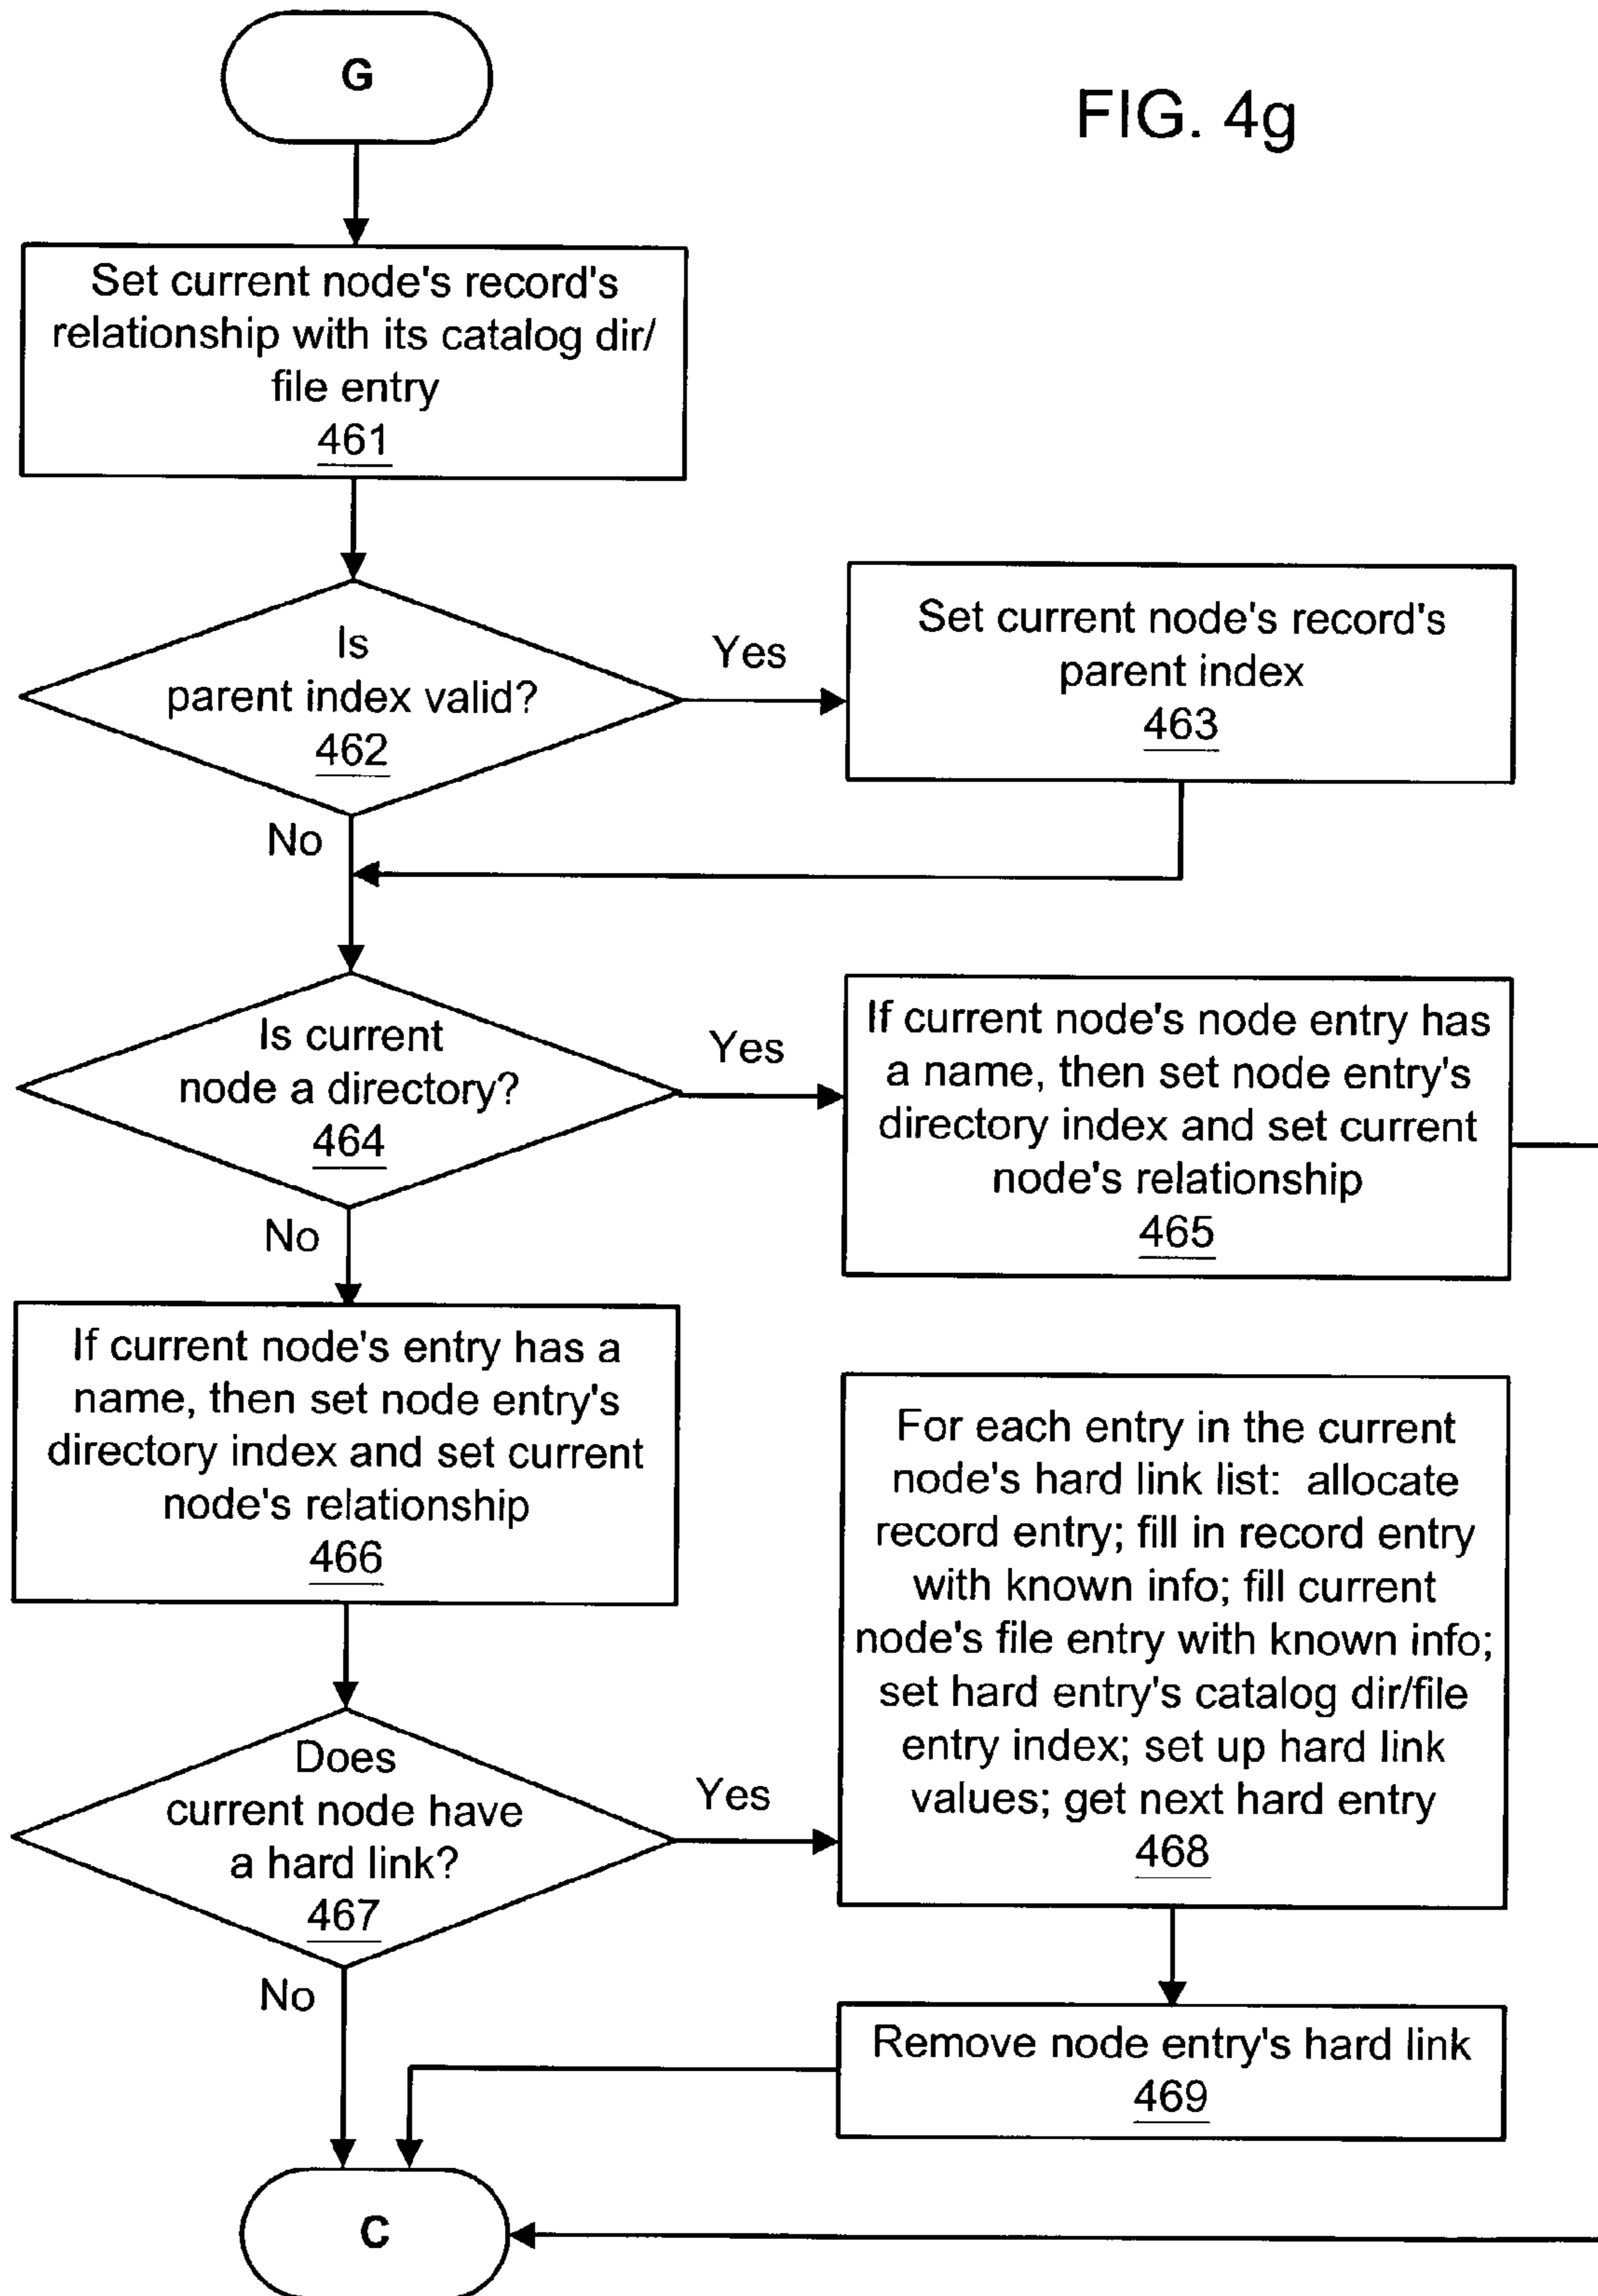 G
FIG. 4g
Set current node's record's
relationship with its catalog dir/
file entry
461
Is
parent index valid?
462
Yes
Set current node's record's
parent index
463
No
Is current
node a directory?
464
Yes
If current node's node entry has
a name, then set node entry's
directory index and set current
node's relationship
465
No
If current node's entry has a
name, then set node entry's
directory index and set current
node's relationship
466
Does
current node have
a hard link?
467
Yes
For each entry in the current
node's hard link list: allocate
record entry; fill in record entry
with known info; fill current
node's file entry with known info;
set hard entry's catalog dir/file
entry index; set up hard link
values; get next hard entry
468
No
Remove node entry's hard link
469
C